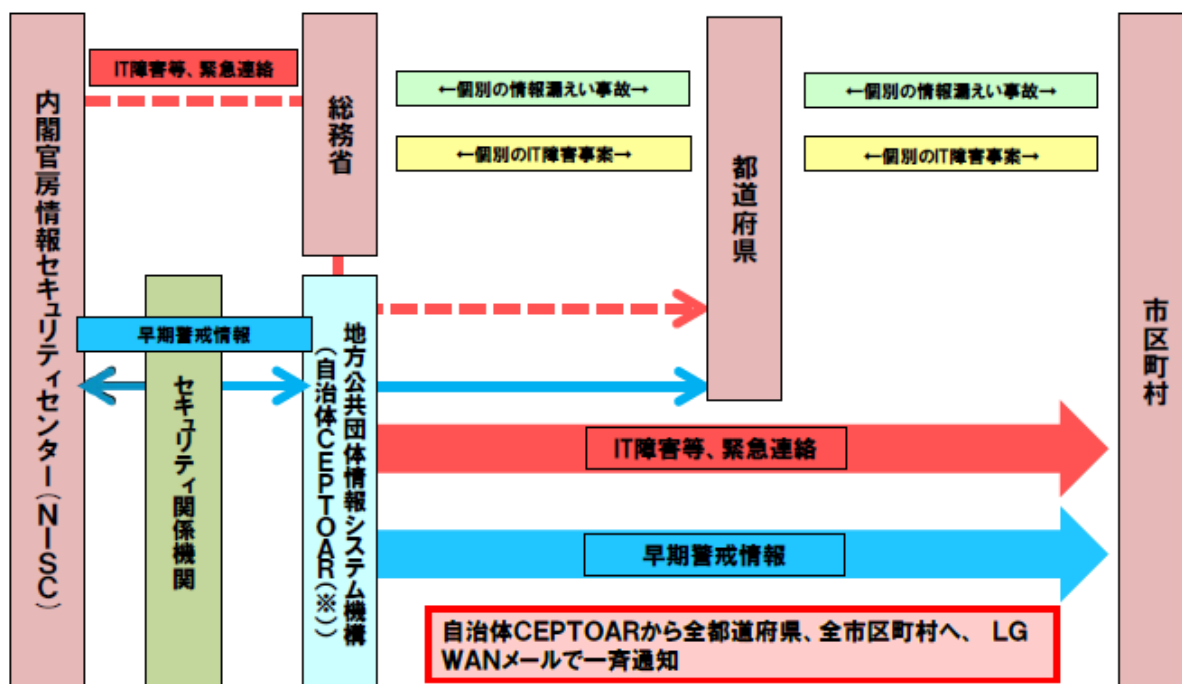 内閣官房情報セキュリティセンター(NISC)
IT障害等、緊急連絡
総務省
←個別の情報漏えい事故→
←個別のIT障害事案→
都道府県
←個別の情報漏えい事故→
←個別のIT障害事案→
市区町村
早期警戒情報
セキュリティ関係機関
地方公共団体情報システム機構
(自治体CEPTOAR(※))
IT障害等、緊急連絡
早期警戒情報
自治体CEPTOARから全都道府県、全市区町村へ、 LG
WANメールで一斉通知